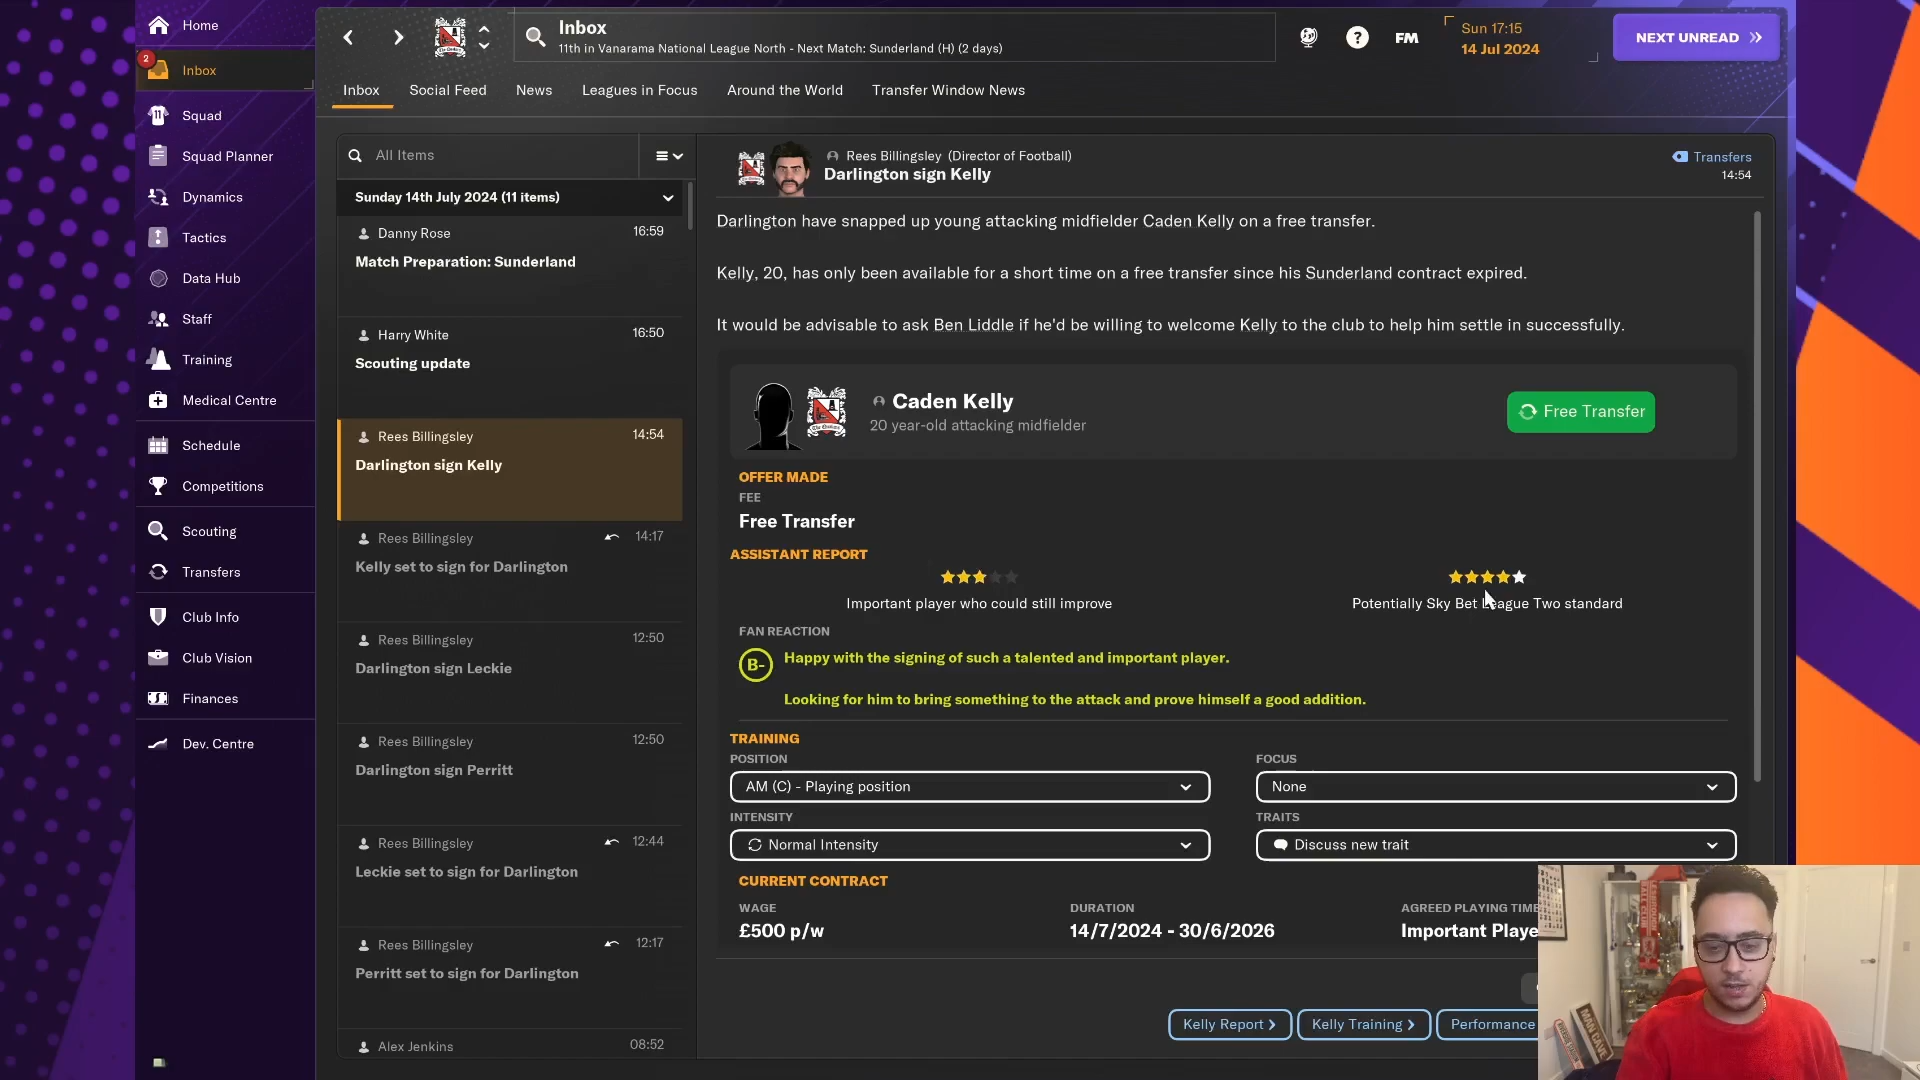 Home
2
Inbox
Squad
Squad Planner
Dynamics
Tactics
Data Hub
Staff
Training
Medical Centre
Schedule
Competitions
Scouting
Transfers
Club Info
Club Vision
Finances
Dev. Centre
Inbox
11th in Vanarama National League North - Next Match: Sunderland (H) (2 days)
?
FM
Sun 17:15
14 Jul 2024
NEXT UNREAD
Inbox
Social Feed
News
Leagues in Focus
Around the World
Transfer Window News
All Items
Sunday 14th July 2024 (11 items)
Danny Rose 16:59
Match Preparation: Sunderland
Harry White 16:50
Scouting update
Rees Billingsley 14:54
Darlington sign Kelly
Rees Billingsley 14:17
Kelly set to sign for Darlington
Rees Billingsley 12:50
Darlington sign Leckie
Rees Billingsley 12:50
Darlington sign Perritt
Rees Billingsley 12:44
Leckie set to sign for Darlington
Rees Billingsley 12:17
Perritt set to sign for Darlington
Alex Jenkins 08:52
Rees Billingsley (Director of Football)
Darlington sign Kelly
Transfers
14:54
Darlington have snapped up young attacking midfielder Caden Kelly on a free transfer.
Kelly, 20, has only been available for a short time on a free transfer since his Sunderland contract expired.
It would be advisable to ask Ben Liddle if he'd be willing to welcome Kelly to the club to help him settle in successfully.
Caden Kelly
20 year-old attacking midfielder
Free Transfer
OFFER MADE
FEE
Free Transfer
ASSISTANT REPORT
Important player who could still improve
Potentially Sky Bet League Two standard
FAN REACTION
B-
Happy with the signing of such a talented and important player.
Looking for him to bring something to the attack and prove himself a good addition.
TRAINING
POSITION
AM (C) - Playing position
FOCUS
None
INTENSITY
Normal Intensity
TRAITS
Discuss new trait
CURRENT CONTRACT
WAGE
£500 p/w
DURATION
14/7/2024 - 30/6/2026
AGREED PLAYING TIME
Important Playe
Kelly Report
Kelly Training
Performance
MAN CAVE